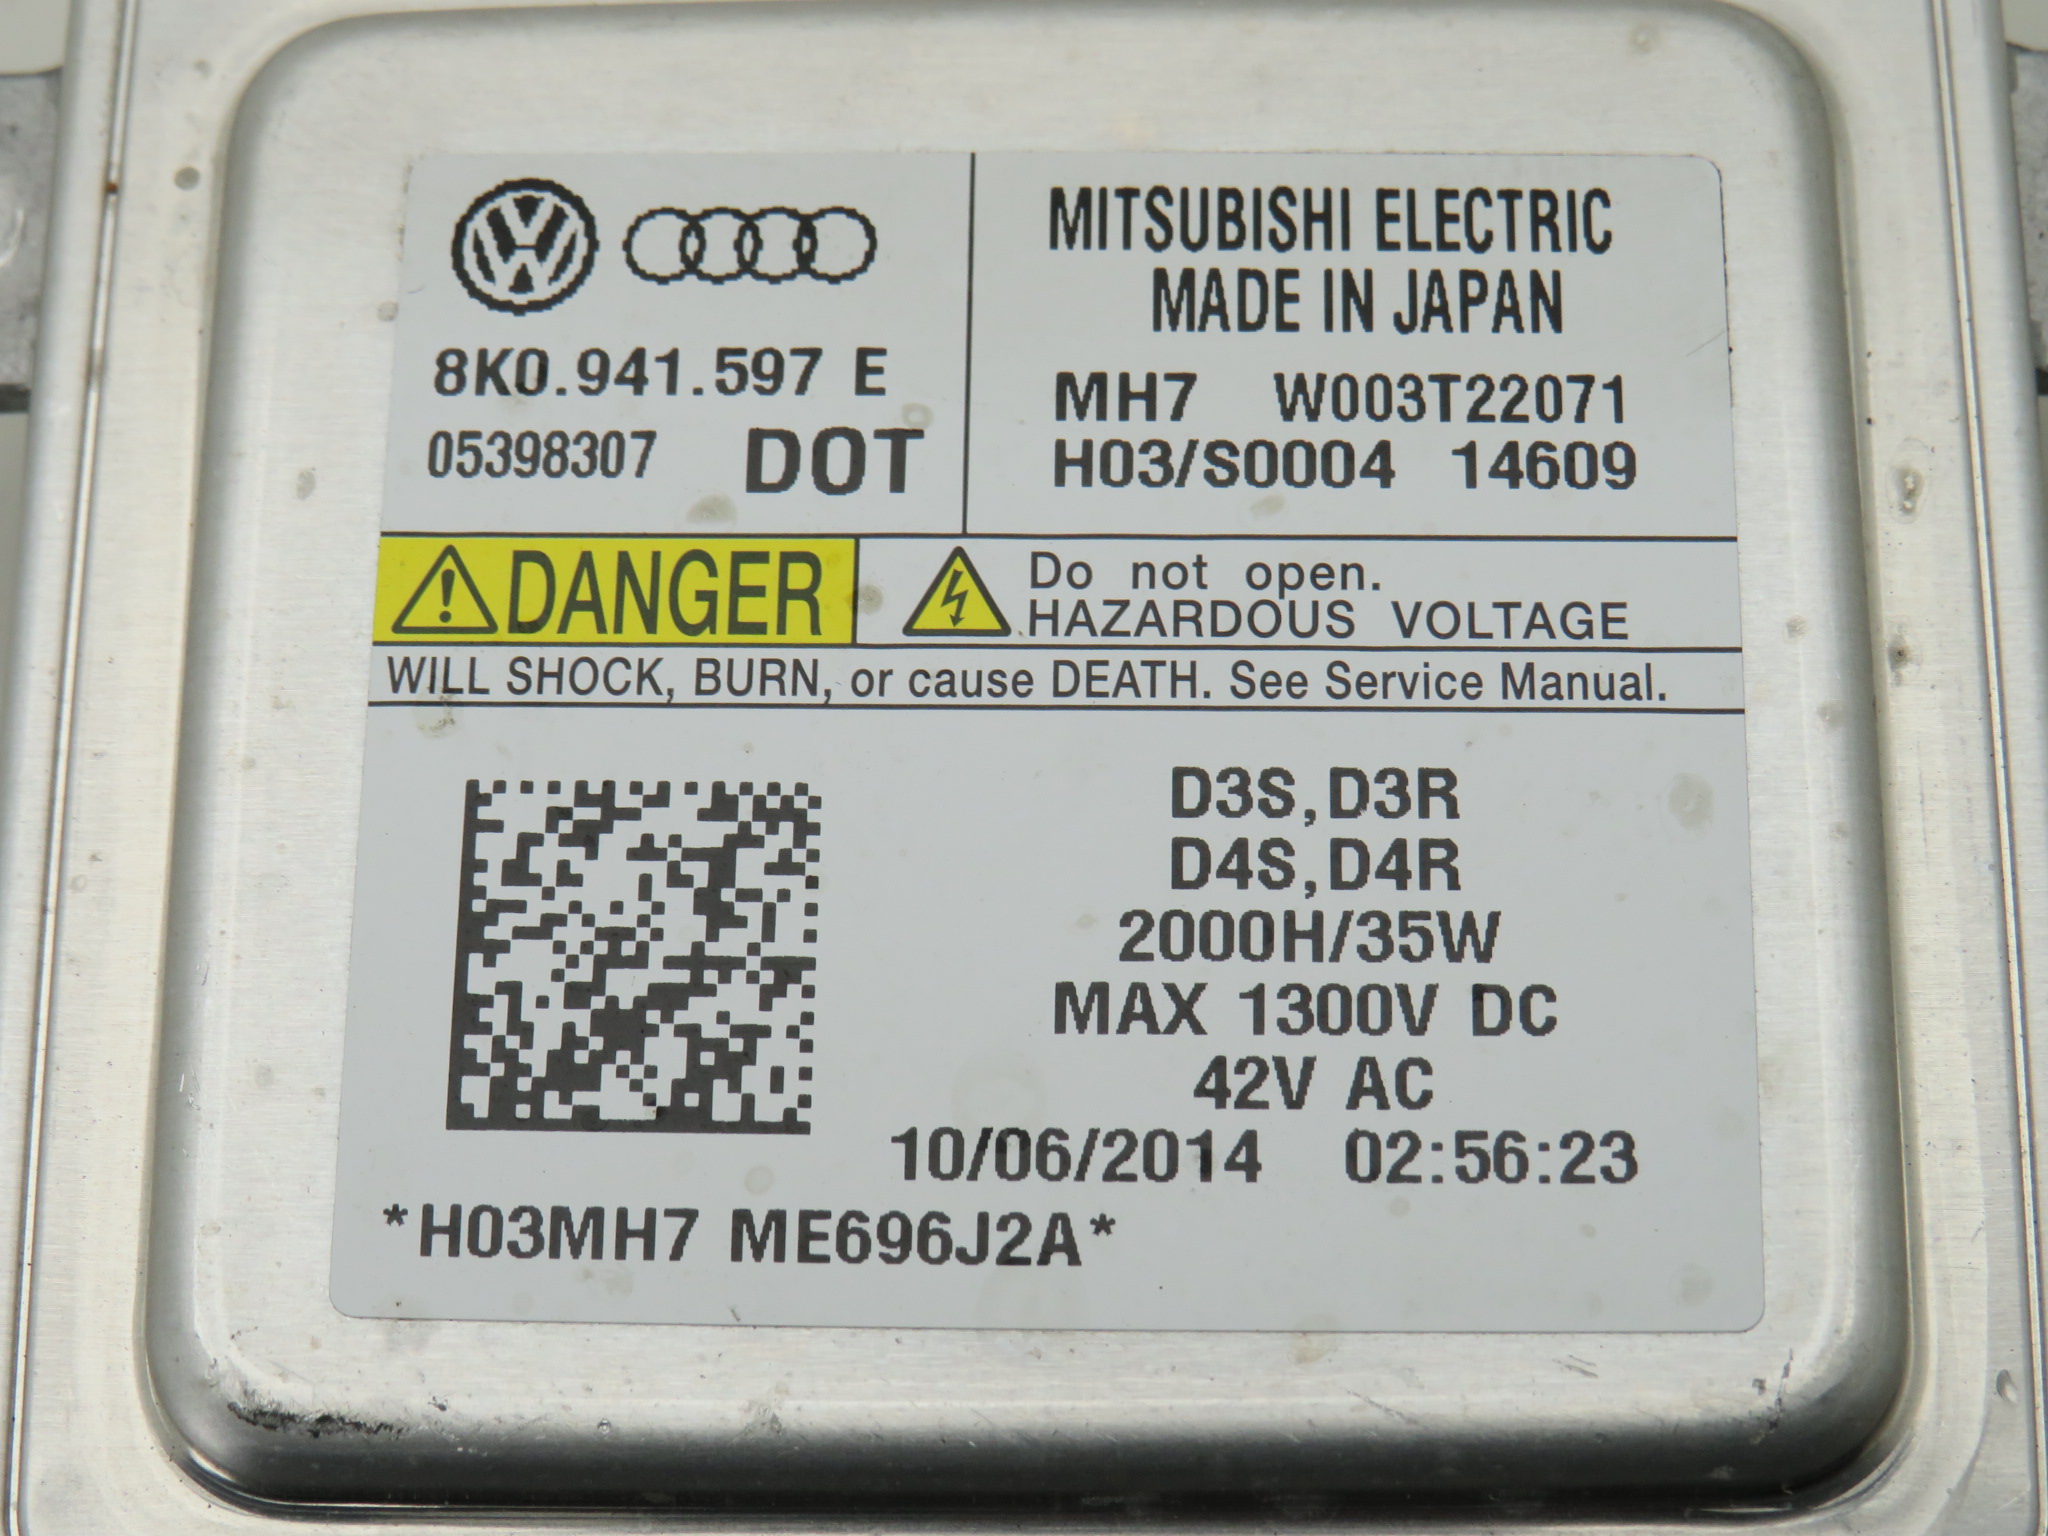 8K0.941.597 E
05398307 DOT
MITSUBISHI ELECTRIC
MADE IN JAPAN
MH7 W003T22071
H03/S0004 14609
DANGER
Do not open.
HAZARDOUS VOLTAGE
WILL SHOCK, BURN, or cause DEATH. See Service Manual.
D3S,D3R
D4S,D4R
2000H/35W
MAX 1300V DC
42V AC
10/06/2014 02:56:23
*H03MH7 ME696J2A*